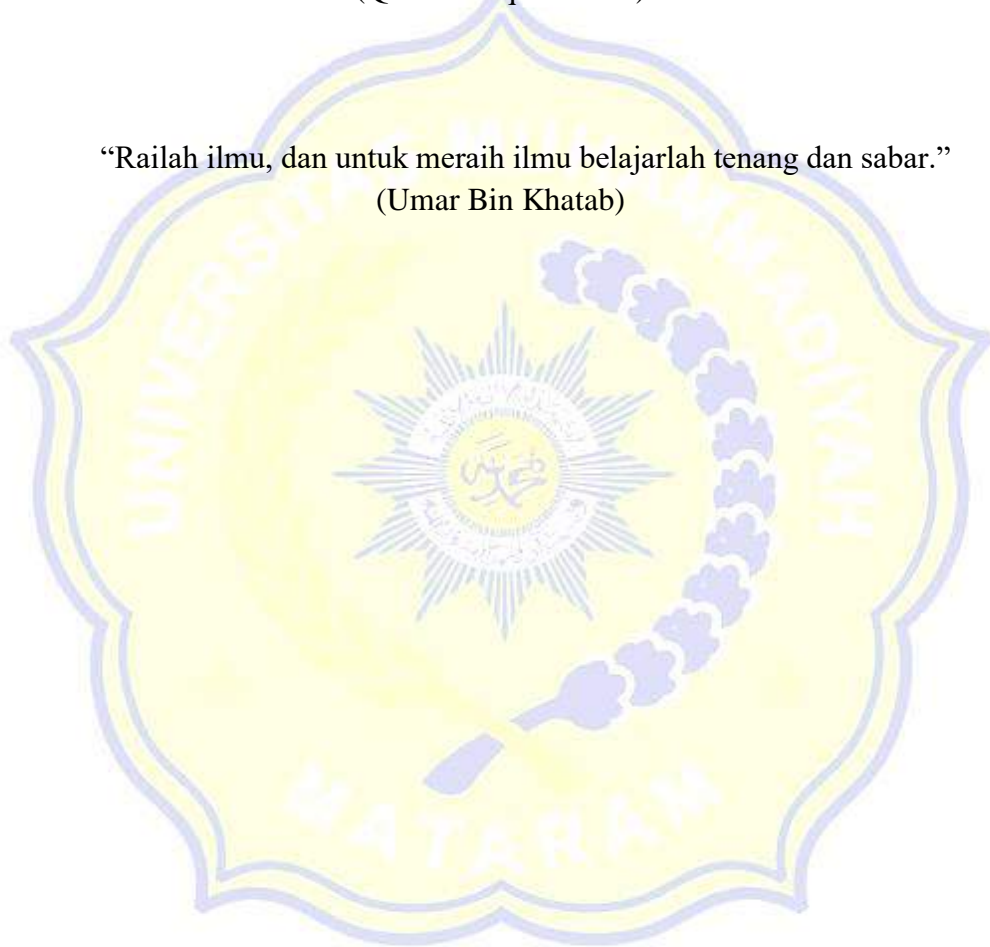 “Railah ilmu, dan untuk meraih ilmu belajarlah tenang dan sabar.”
(Umar Bin Khatab)
UNIVERSITAS MUHAMMADIYAH
MATARAM